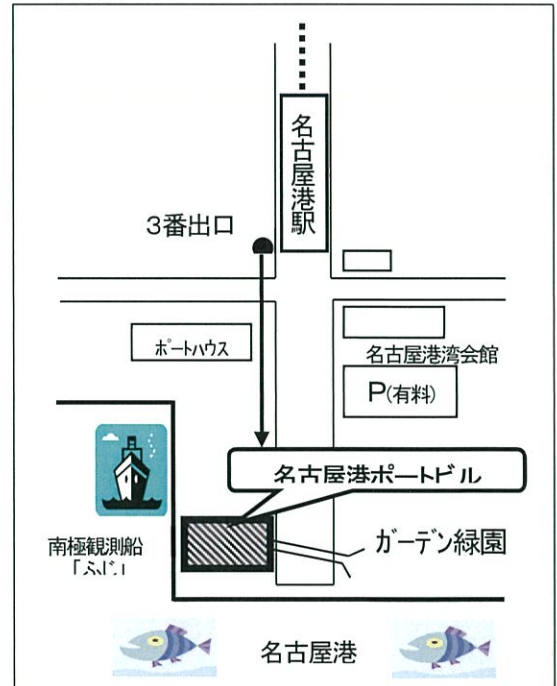 名古屋港駅
3番出口
ポートハウス
名古屋港湾会館
P(有料)
名古屋港ポートビル
南極観測船
「ふじ」
ガーデン緑園
名古屋港